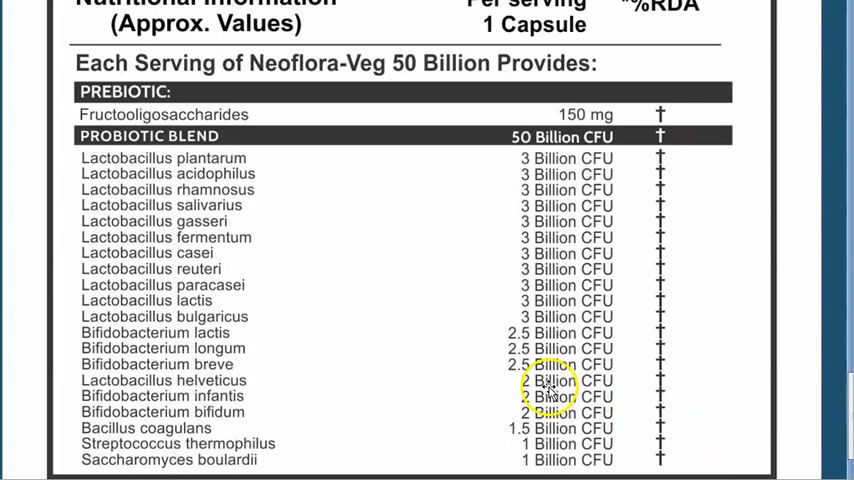 Nutritional Information Per serving *%RDA
(Approx. Values) 1 Capsule
Each Serving of Neoflora-Veg 50 Billion Provides:
PREBIOTIC:
Fructooligosaccharides 150 mg †
PROBIOTIC BLEND 50 Billion CFU †
Lactobacillus plantarum 3 Billion CFU †
Lactobacillus acidophilus 3 Billion CFU †
Lactobacillus rhamnosus 3 Billion CFU †
Lactobacillus salivarius 3 Billion CFU †
Lactobacillus gasseri 3 Billion CFU †
Lactobacillus fermentum 3 Billion CFU †
Lactobacillus casei 3 Billion CFU †
Lactobacillus reuteri 3 Billion CFU †
Lactobacillus paracasei 3 Billion CFU †
Lactobacillus lactis 3 Billion CFU †
Lactobacillus bulgaricus 3 Billion CFU †
Bifidobacterium lactis 2.5 Billion CFU †
Bifidobacterium longum 2.5 Billion CFU †
Bifidobacterium breve 2.5 Billion CFU †
Lactobacillus helveticus 2 Billion CFU †
Bifidobacterium infantis 2 Billion CFU †
Bifidobacterium bifidum 2 Billion CFU †
Bacillus coagulans 1.5 Billion CFU †
Streptococcus thermophilus 1 Billion CFU †
Saccharomyces boulardii 1 Billion CFU †